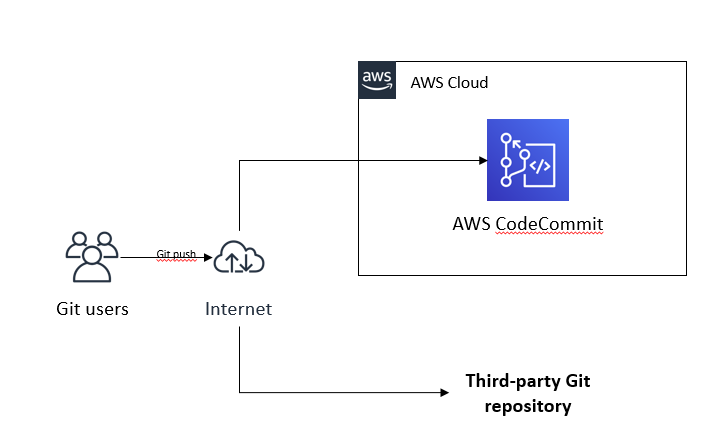 aws
AWS Cloud
</>
AWS CodeCommit
Git push
Git users
Internet
Third-party Git
repository